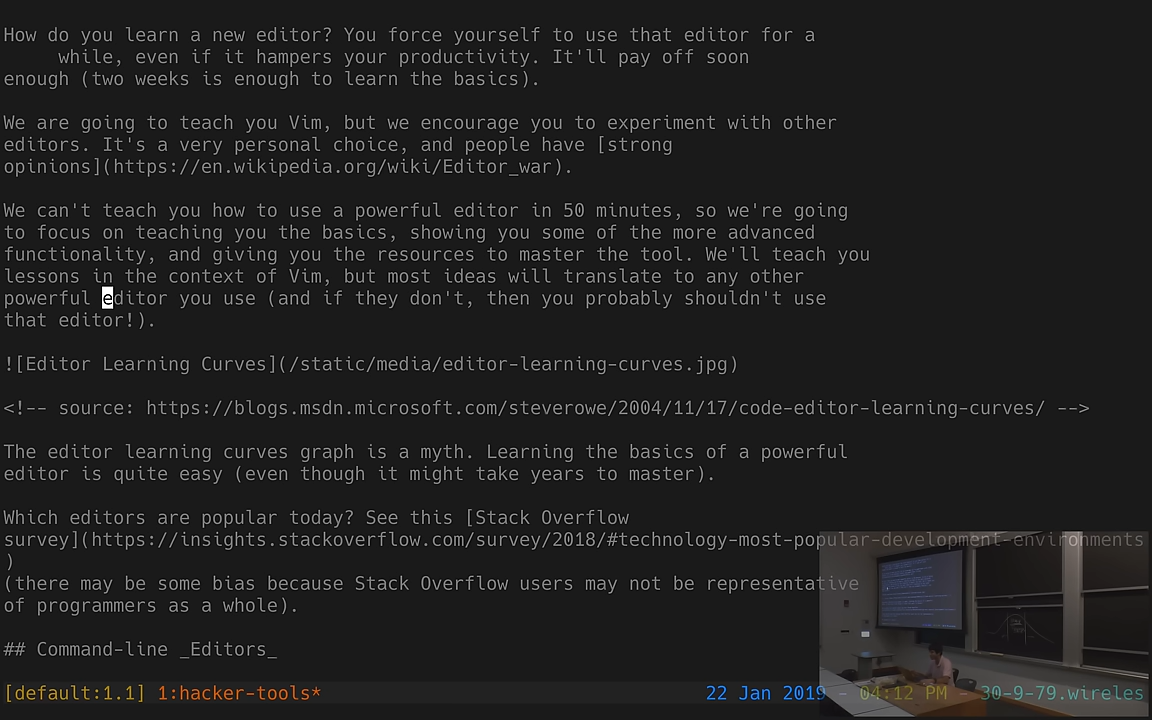 How do you learn a new editor? You force yourself to use that editor for a
while, even if it hampers your productivity. It'll pay off soon
enough (two weeks is enough to learn the basics).
We are going to teach you Vim, but we encourage you to experiment with other
editors. It's a very personal choice, and people have [strong
opinions](https://en.wikipedia.org/wiki/Editor_war).
We can't teach you how to use a powerful editor in 50 minutes, so we're going
to focus on teaching you the basics, showing you some of the more advanced
functionality, and giving you the resources to master the tool. We'll teach you
lessons in the context of Vim, but most ideas will translate to any other
powerful editor you use (and if they don't, then you probably shouldn't use
that editor!).
![Editor Learning Curves](/static/media/editor-learning-curves.jpg)
<!-- source: https://blogs.msdn.microsoft.com/steverowe/2004/11/17/code-editor-learning-curves/ -->
The editor learning curves graph is a myth. Learning the basics of a powerful
editor is quite easy (even though it might take years to master).
Which editors are popular today? See this [Stack Overflow
survey](https://insights.stackoverflow.com/survey/2018/#technology-most-popular-development-environments
)
(there may be some bias because Stack Overflow users may not be representative
of programmers as a whole).
## Command-line _Editors_
[default:1.1] 1:hacker-tools* 22 Jan 2019 - 04:12 PM - 30-9-79.wireles